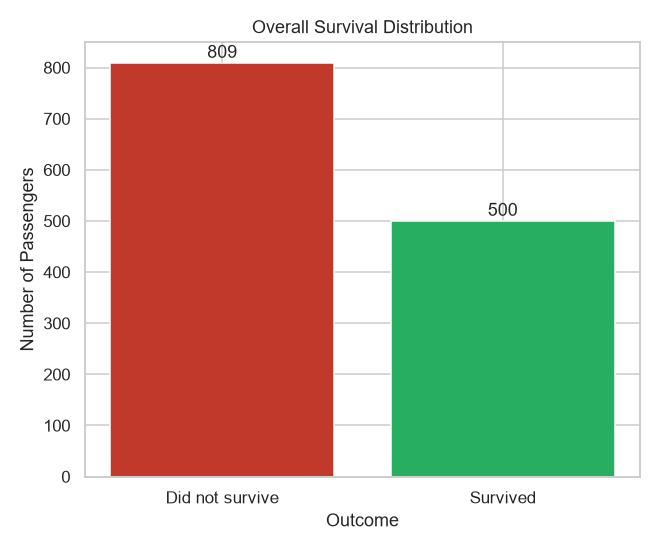 Overall Survival Distribution
809
500
Number of Passengers
800
700
600
500
400
300
200
100
0
Did not survive
Survived
Outcome